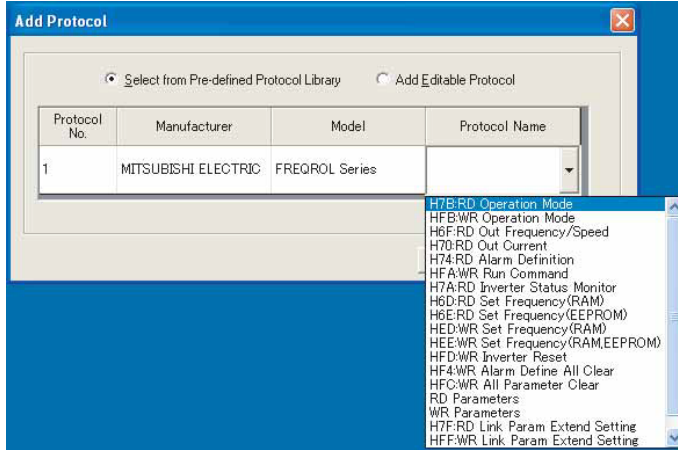 Add Protocol
Select from Pre-defined Protocol Library
Add Editable Protocol
Protocol No.
Manufacturer
Model
Protocol Name
1
MITSUBISHI ELECTRIC
FREQROL Series
H7B:RD Operation Mode
HFB:WR Operation Mode
H6F:RD Out Frequency/Speed
H70:RD Out Current
H74:RD Alarm Definition
HFA:WR Run Command
H7A:RD Inverter Status Monitor
H6D:RD Set Frequency(RAM)
H6E:RD Set Frequency(EEPROM)
HED:WR Set Frequency(RAM)
HEE:WR Set Frequency(RAM,EEPROM)
HFD:WR Inverter Reset
HF4:WR Alarm Define All Clear
HFC:WR All Parameter Clear
RD Parameters
WR Parameters
H7F:RD Link Param Extend Setting
HFF:WR Link Param Extend Setting